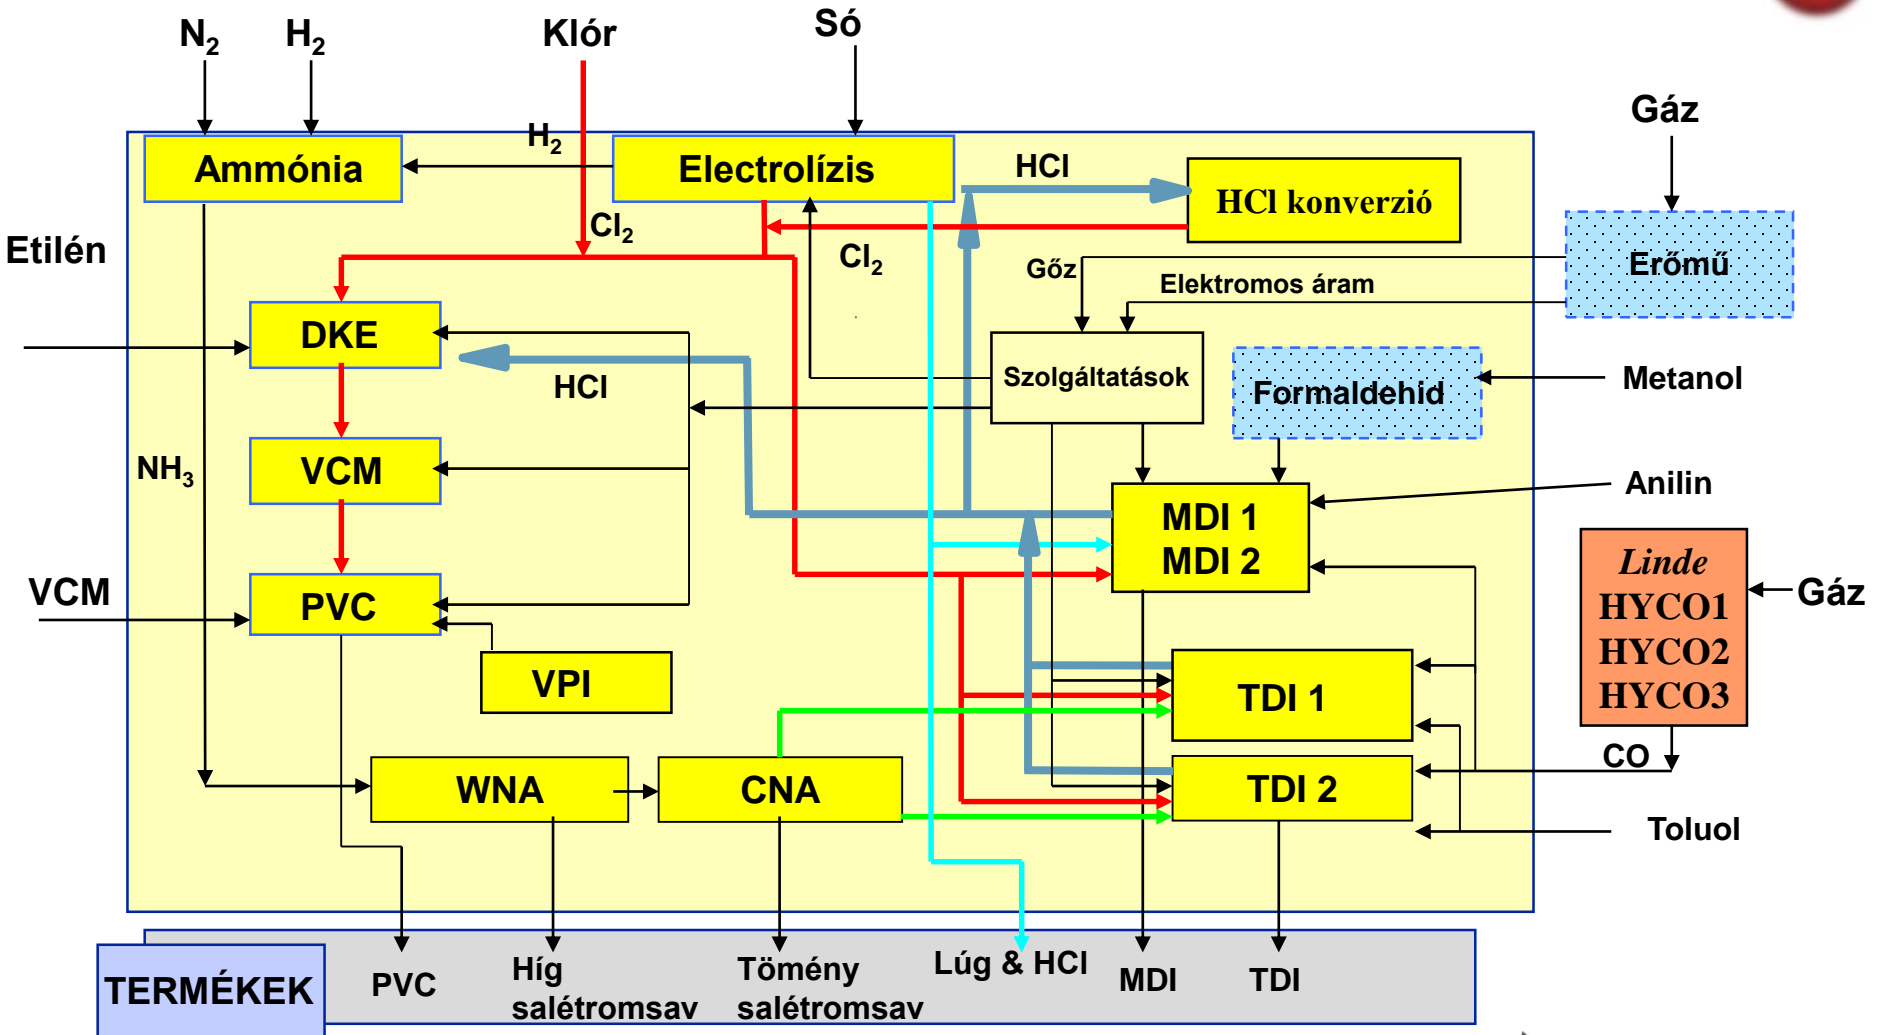 N₂
H₂
Klór
Só
Gáz
H₂
Ammónia
Electrolízis
HCl
HCl konverzió
Cl₂
Cl₂
Etilén
Gőz
Elektromos áram
Erőmű
DKE
HCl
Szolgáltatások
Formaldehid
Metanol
NH₃
VCM
Anilin
MDI 1
MDI 2
Linde
HYCO1
HYCO2
HYCO3
Gáz
VCM
PVC
VPI
TDI 1
CO
WNA
CNA
TDI 2
Toluol
TERMÉKEK
PVC
Híg
salétromsav
Tömény
salétromsav
Lúg & HCl
MDI
TDI